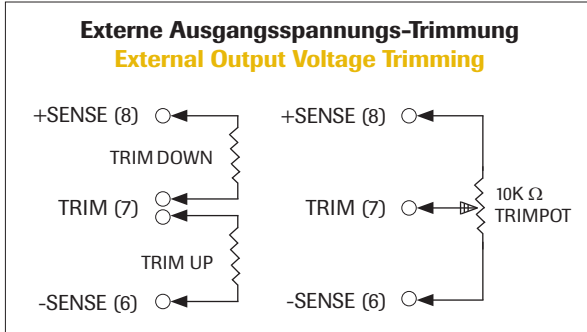 Externe Ausgangsspannungs-Trimmung
External Output Voltage Trimming
+SENSE (8)
TRIM DOWN
TRIM (7)
TRIM UP
-SENSE (6)
+SENSE (8)
TRIM (7)
10K Ω
TRIMPOT
-SENSE (6)